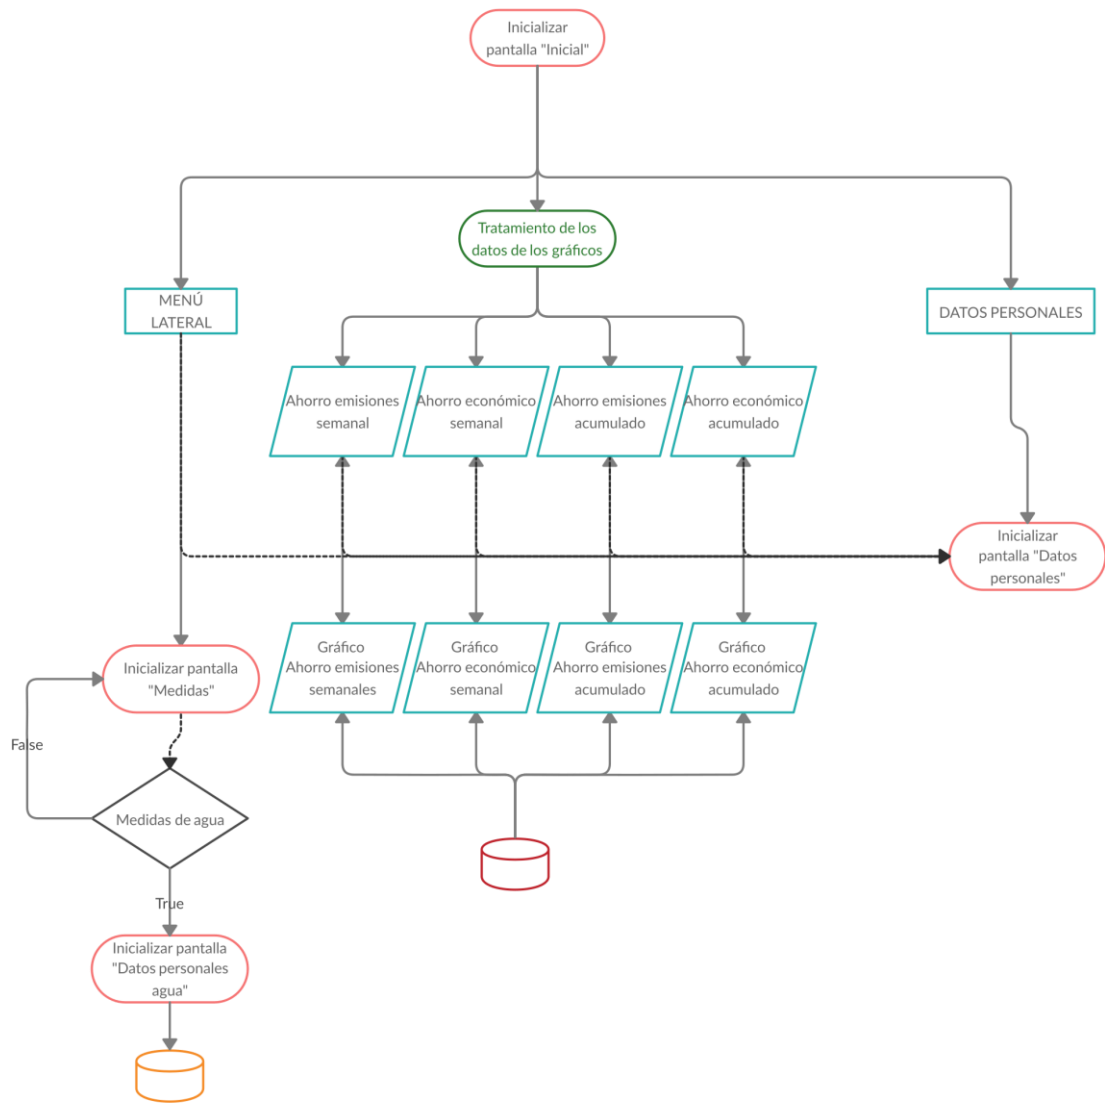 Inicializar
pantalla "Inicial"
Tratamiento de los
datos de los gráficos
MENÚ
LATERAL
DATOS PERSONALES
Ahorro emisiones
semanal
Ahorro económico
semanal
Ahorro emisiones
acumulado
Ahorro económico
acumulado
Inicializar
pantalla "Datos
personales"
Gráfico
Ahorro emisiones
semanales
Gráfico
Ahorro económico
semanal
Gráfico
Ahorro emisiones
acumulado
Gráfico
Ahorro económico
acumulado
Inicializar pantalla
"Medidas"
False
Medidas de agua
True
Inicializar pantalla
"Datos personales
agua"